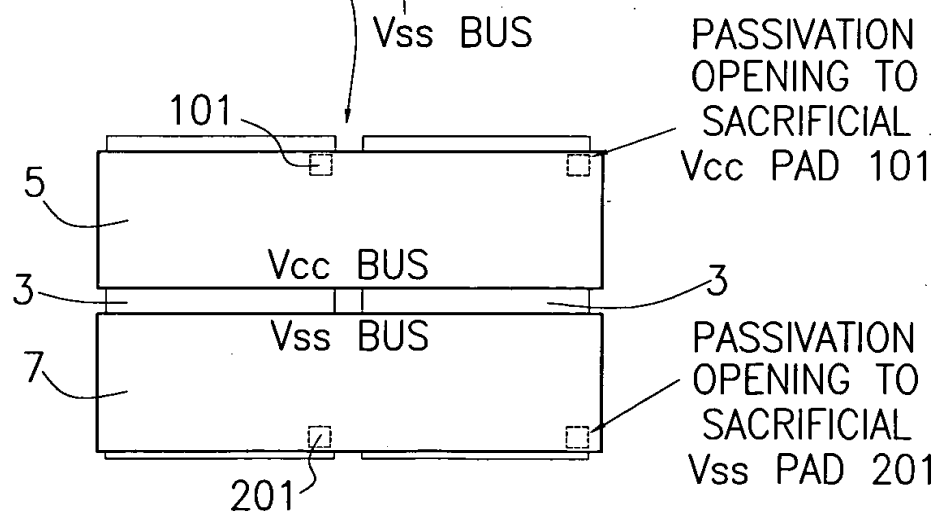 Vss BUS
PASSIVATION
OPENING TO
SACRIFICIAL
Vcc PAD 101
101
5
Vcc BUS
3
3
Vss BUS
7
PASSIVATION
OPENING TO
SACRIFICIAL
Vss PAD 201
201